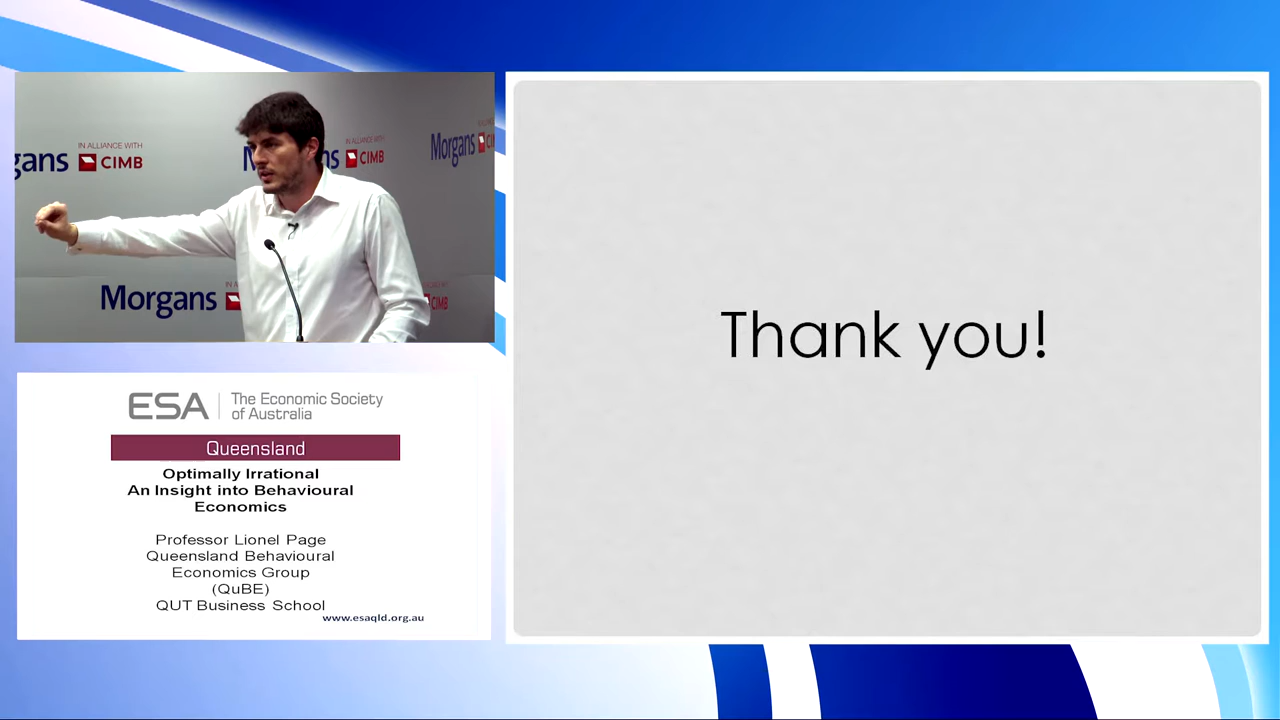 IN ALLIANCE WITH
gans CIMB
IN ALLIANCE WITH
CIMB
Morgans
CIMB
Morgans
ESA The Economic Society
of Australia
Queensland
Optimally Irrational
An Insight into Behavioural
Economics
Professor Lionel Page
Queensland Behavioural
Economics Group
(QuBE)
QUT Business School
www.esaqld.org.au
Thank you!